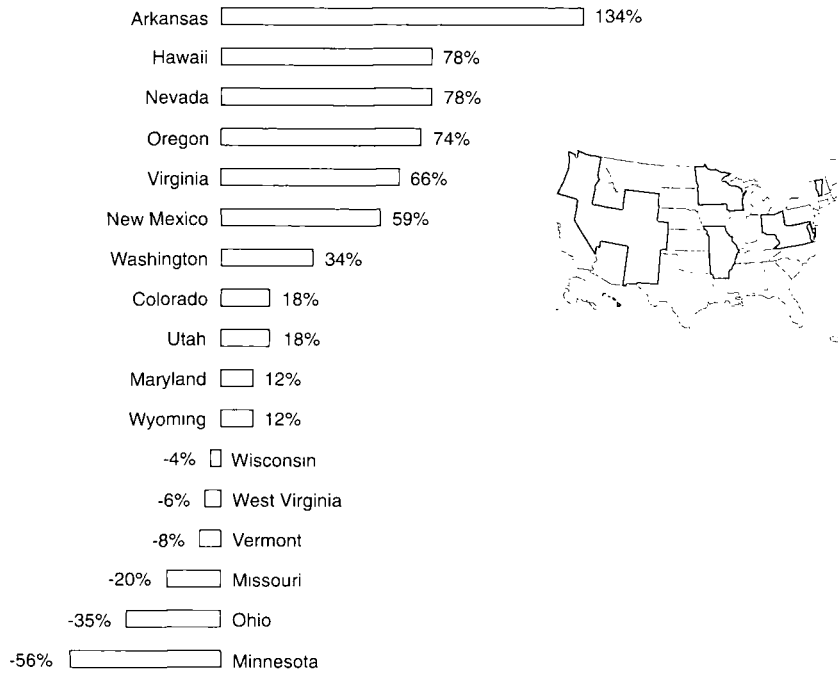 Arkansas 134%
Hawaii 78%
Nevada 78%
Oregon 74%
Virginia 66%
New Mexico 59%
Washington 34%
Colorado 18%
Utah 18%
Maryland 12%
Wyoming 12%
-4% Wisconsin
-6% West Virginia
-8% Vermont
-20% Missouri
-35% Ohio
-56% Minnesota